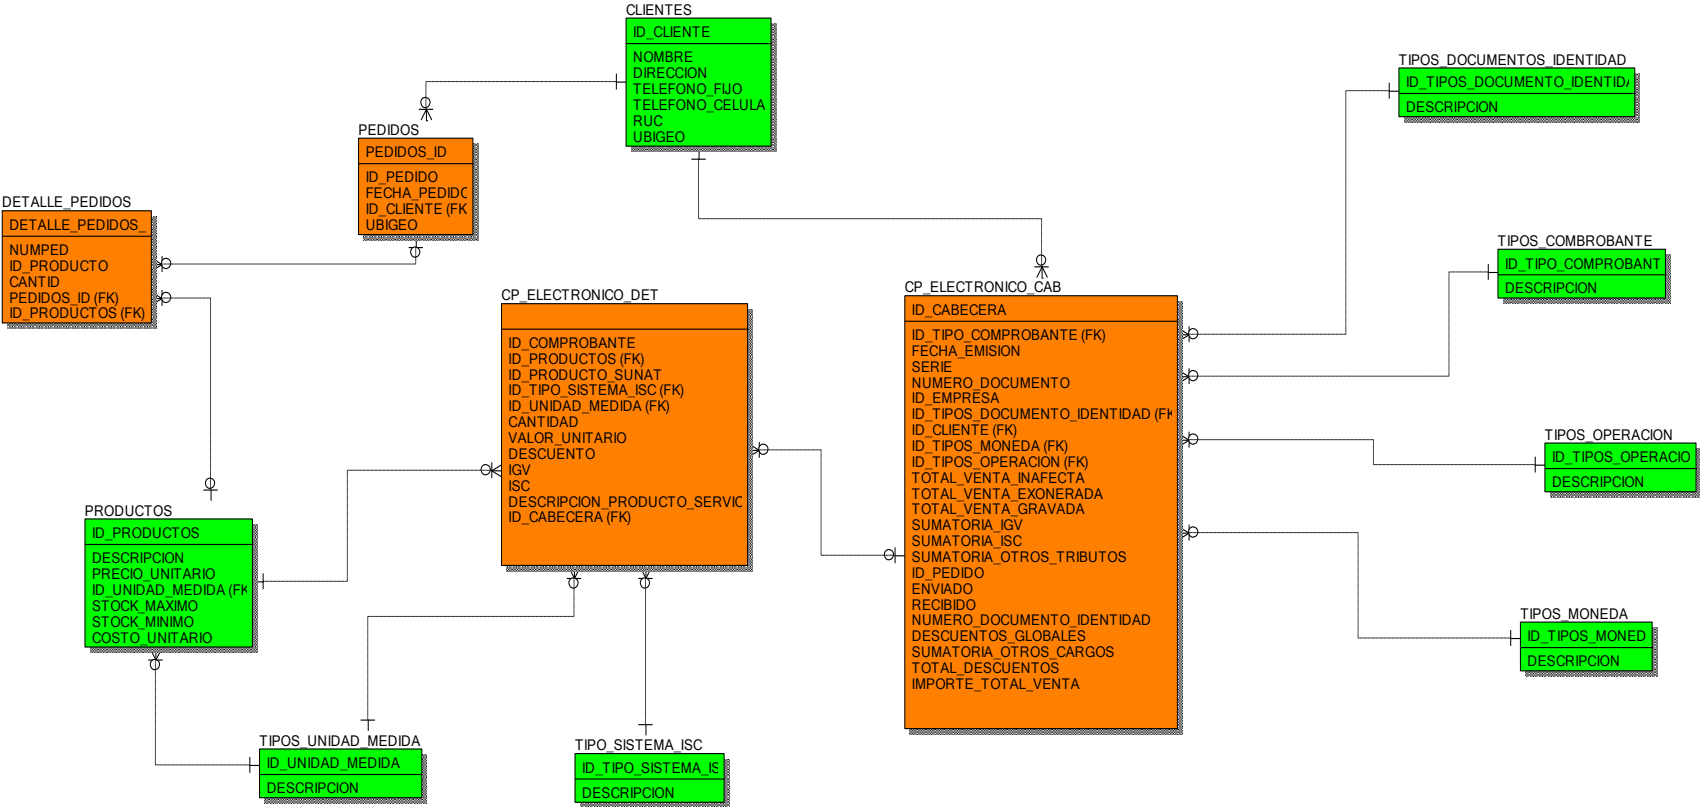 CLIENTES
ID_CLIENTE
NOMBRE
DIRECCION
TELEFONO_FIJO
TELEFONO_CELULA
RUC
UBIGEO
TIPOS_DOCUMENTOS_IDENTIDAD
ID_TIPOS_DOCUMENTO_IDENTID
DESCRIPCION
PEDIDOS
PEDIDOS_ID
ID_PEDIDO
FECHA_PEDIDO
ID_CLIENTE (FK
UBIGEO
DETALLE_PEDIDOS
DETALLE_PEDIDOS_
NUMPED
ID_PRODUCTO
CANTID
PEDIDOS_ID (FK)
ID_PRODUCTOS (FK)
TIPOS_COMBROBANTE
ID_TIPO_COMPROBANT
DESCRIPCION
CP_ELECTRONICO_DET
ID_COMPROBANTE
ID_PRODUCTOS (FK)
ID_PRODUCTO_SUNAT
ID_TIPO_SISTEMA_ISC (FK)
ID_UNIDAD_MEDIDA (FK)
CANTIDAD
VALOR_UNITARIO
DESCUENTO
IGV
ISC
DESCRIPCION_PRODUCTO_SERVIC
ID_CABECERA (FK)
CP_ELECTRONICO_CAB
ID_CABECERA
ID_TIPO_COMPROBANTE (FK)
FECHA_EMISION
SERIE
NUMERO_DOCUMENTO
ID_EMPRESA
ID_TIPOS_DOCUMENTO_IDENTIDAD (FK
ID_CLIENTE (FK)
ID_TIPOS_MONEDA (FK)
ID_TIPOS_OPERACION (FK)
TOTAL_VENTA_INAFECTA
TOTAL_VENTA_EXONERADA
TOTAL_VENTA_GRAVADA
SUMATORIA_IGV
SUMATORIA_ISC
SUMATORIA_OTROS_TRIBUTOS
ID_PEDIDO
ENVIADO
RECIBIDO
NUMERO_DOCUMENTO_IDENTIDAD
DESCUENTOS_GLOBALES
SUMATORIA_OTROS_CARGOS
TOTAL_DESCUENTOS
IMPORTE_TOTAL_VENTA
TIPOS_OPERACION
ID_TIPOS_OPERACIO
DESCRIPCION
PRODUCTOS
ID_PRODUCTOS
DESCRIPCION
PRECIO_UNITARIO
ID_UNIDAD_MEDIDA (FK
STOCK_MAXIMO
STOCK_MINIMO
COSTO_UNITARIO
TIPOS_MONEDA
ID_TIPOS_MONED
DESCRIPCION
TIPOS_UNIDAD_MEDIDA
ID_UNIDAD_MEDIDA
DESCRIPCION
TIPO_SISTEMA_ISC
ID_TIPO_SISTEMA_IS
DESCRIPCION